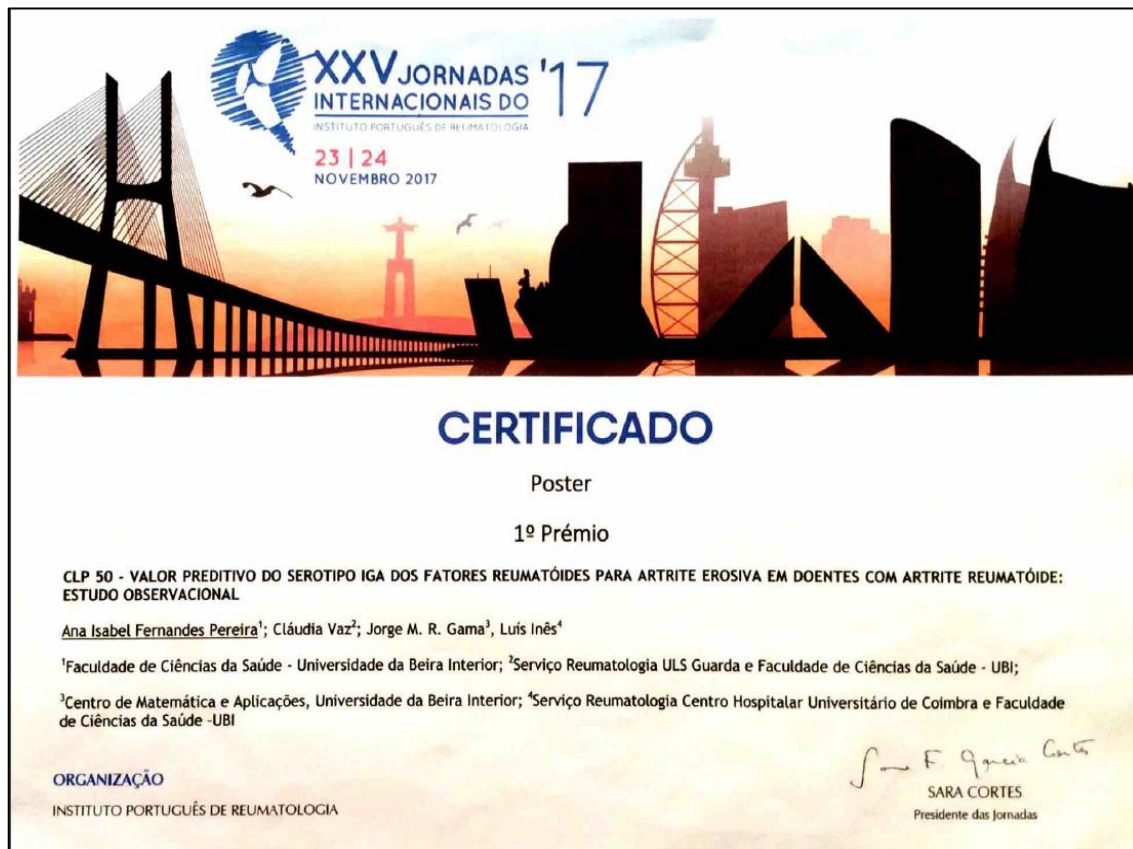 XXV JORNADAS '17
INTERNACIONAIS DO
INSTITUTO PORTUGUÊS DE REUMATOLOGIA
23 | 24
NOVEMBRO 2017
CERTIFICADO
Poster
1º Prémio
CLP 50 - VALOR PREDITIVO DO SEROTIPO IGA DOS FATORES REUMATÓIDES PARA ARTRITE EROSIVA EM DOENTES COM ARTRITE REUMATÓIDE:
ESTUDO OBSERVACIONAL
Ana Isabel Fernandes Pereira¹; Cláudia Vaz²; Jorge M. R. Gama³, Luís Inês⁴
¹Faculdade de Ciências da Saúde - Universidade da Beira Interior; ²Serviço Reumatologia ULS Guarda e Faculdade de Ciências da Saúde - UBI;
³Centro de Matemática e Aplicações, Universidade da Beira Interior; ⁴Serviço Reumatologia Centro Hospitalar Universitário de Coimbra e Faculdade
de Ciências da Saúde -UBI
ORGANIZAÇÃO
INSTITUTO PORTUGUÊS DE REUMATOLOGIA
SARA CORTES
Presidente das Jornadas